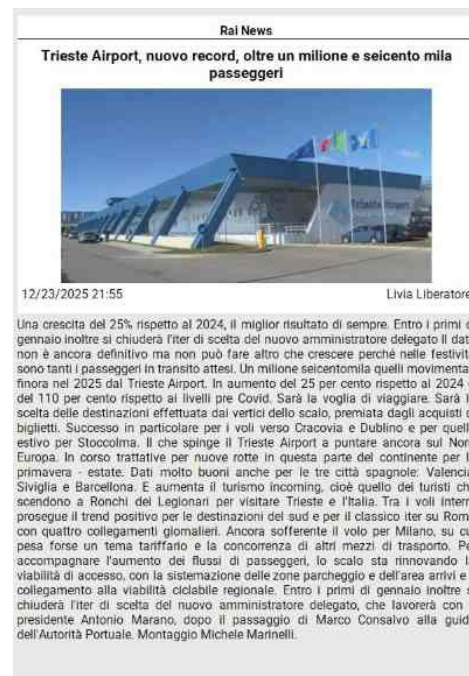 Rai News
Trieste Airport, nuovo record, oltre un milione e seicento mila
passeggeri
Trieste Airport
12/23/2025 21:55
Livia Liberatore
Una crescita del 25% rispetto al 2024, il miglior risultato di sempre. Entro i primi
gennaio inoltre si chiuderà l'iter di scelta del nuovo amministratore delegato Il dat
non è ancora definitivo ma non può fare altro che crescere perché nelle festivit
sono tanti i passeggeri in transito attesi. Un milione seicentomila quelli movimenta
finora nel 2025 dal Trieste Airport. In aumento del 25 per cento rispetto al 2024
del 110 per cento rispetto ai livelli pre Covid. Sarà la voglia di viaggiare. Sarà l
scelta delle destinazioni effettuata dai vertici dello scalo, premiata dagli acquisti
biglietti. Successo in particolare per i voli verso Cracovia e Dublino e per quell
estivo per Stoccolma. Il che spinge il Trieste Airport a puntare ancora sul Nor
Europa. In corso trattative per nuove rotte in questa parte del continente per l
primavera - estate. Dati molto buoni anche per le tre città spagnole: Valencia
Siviglia e Barcellona. E aumenta il turismo incoming, cioè quello dei turisti ch
scendono a Ronchi dei Legionari per visitare Trieste e l'Italia. Tra i voli intern
prosegue il trend positivo per le destinazioni del sud e per il classico iter su Rom
con quattro collegamenti giornalieri. Ancora sofferente il volo per Milano, su cu
pesa forse un tema tariffario e la concorrenza di altri mezzi di trasporto. Pe
accompagnare l'aumento dei flussi di passeggeri, lo scalo sta rinnovando l
viabilità di accesso, con la sistemazione delle zone parcheggio e dell'area arrivi e
collegamento alla viabilità ciclabile regionale. Entro i primi di gennaio inoltre s
chiuderà l'iter di scelta del nuovo amministratore delegato, che lavorerà con
presidente Antonio Marano, dopo il passaggio di Marco Consalvo alla guid
dell'Autorità Portuale. Montaggio Michele Marinelli.